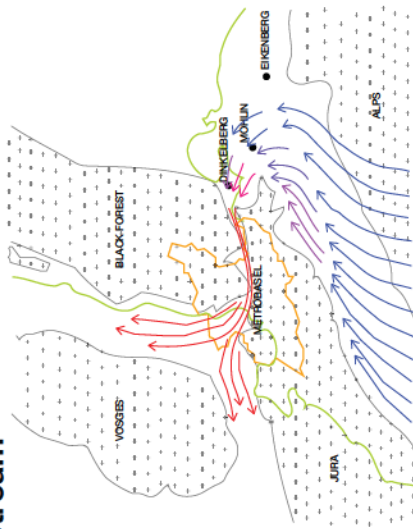 BLACK-FOREST
VOSGES
DINKELBERG
MÖHLIN
EIKENBERG
METROBASEL
JURA
ALPS